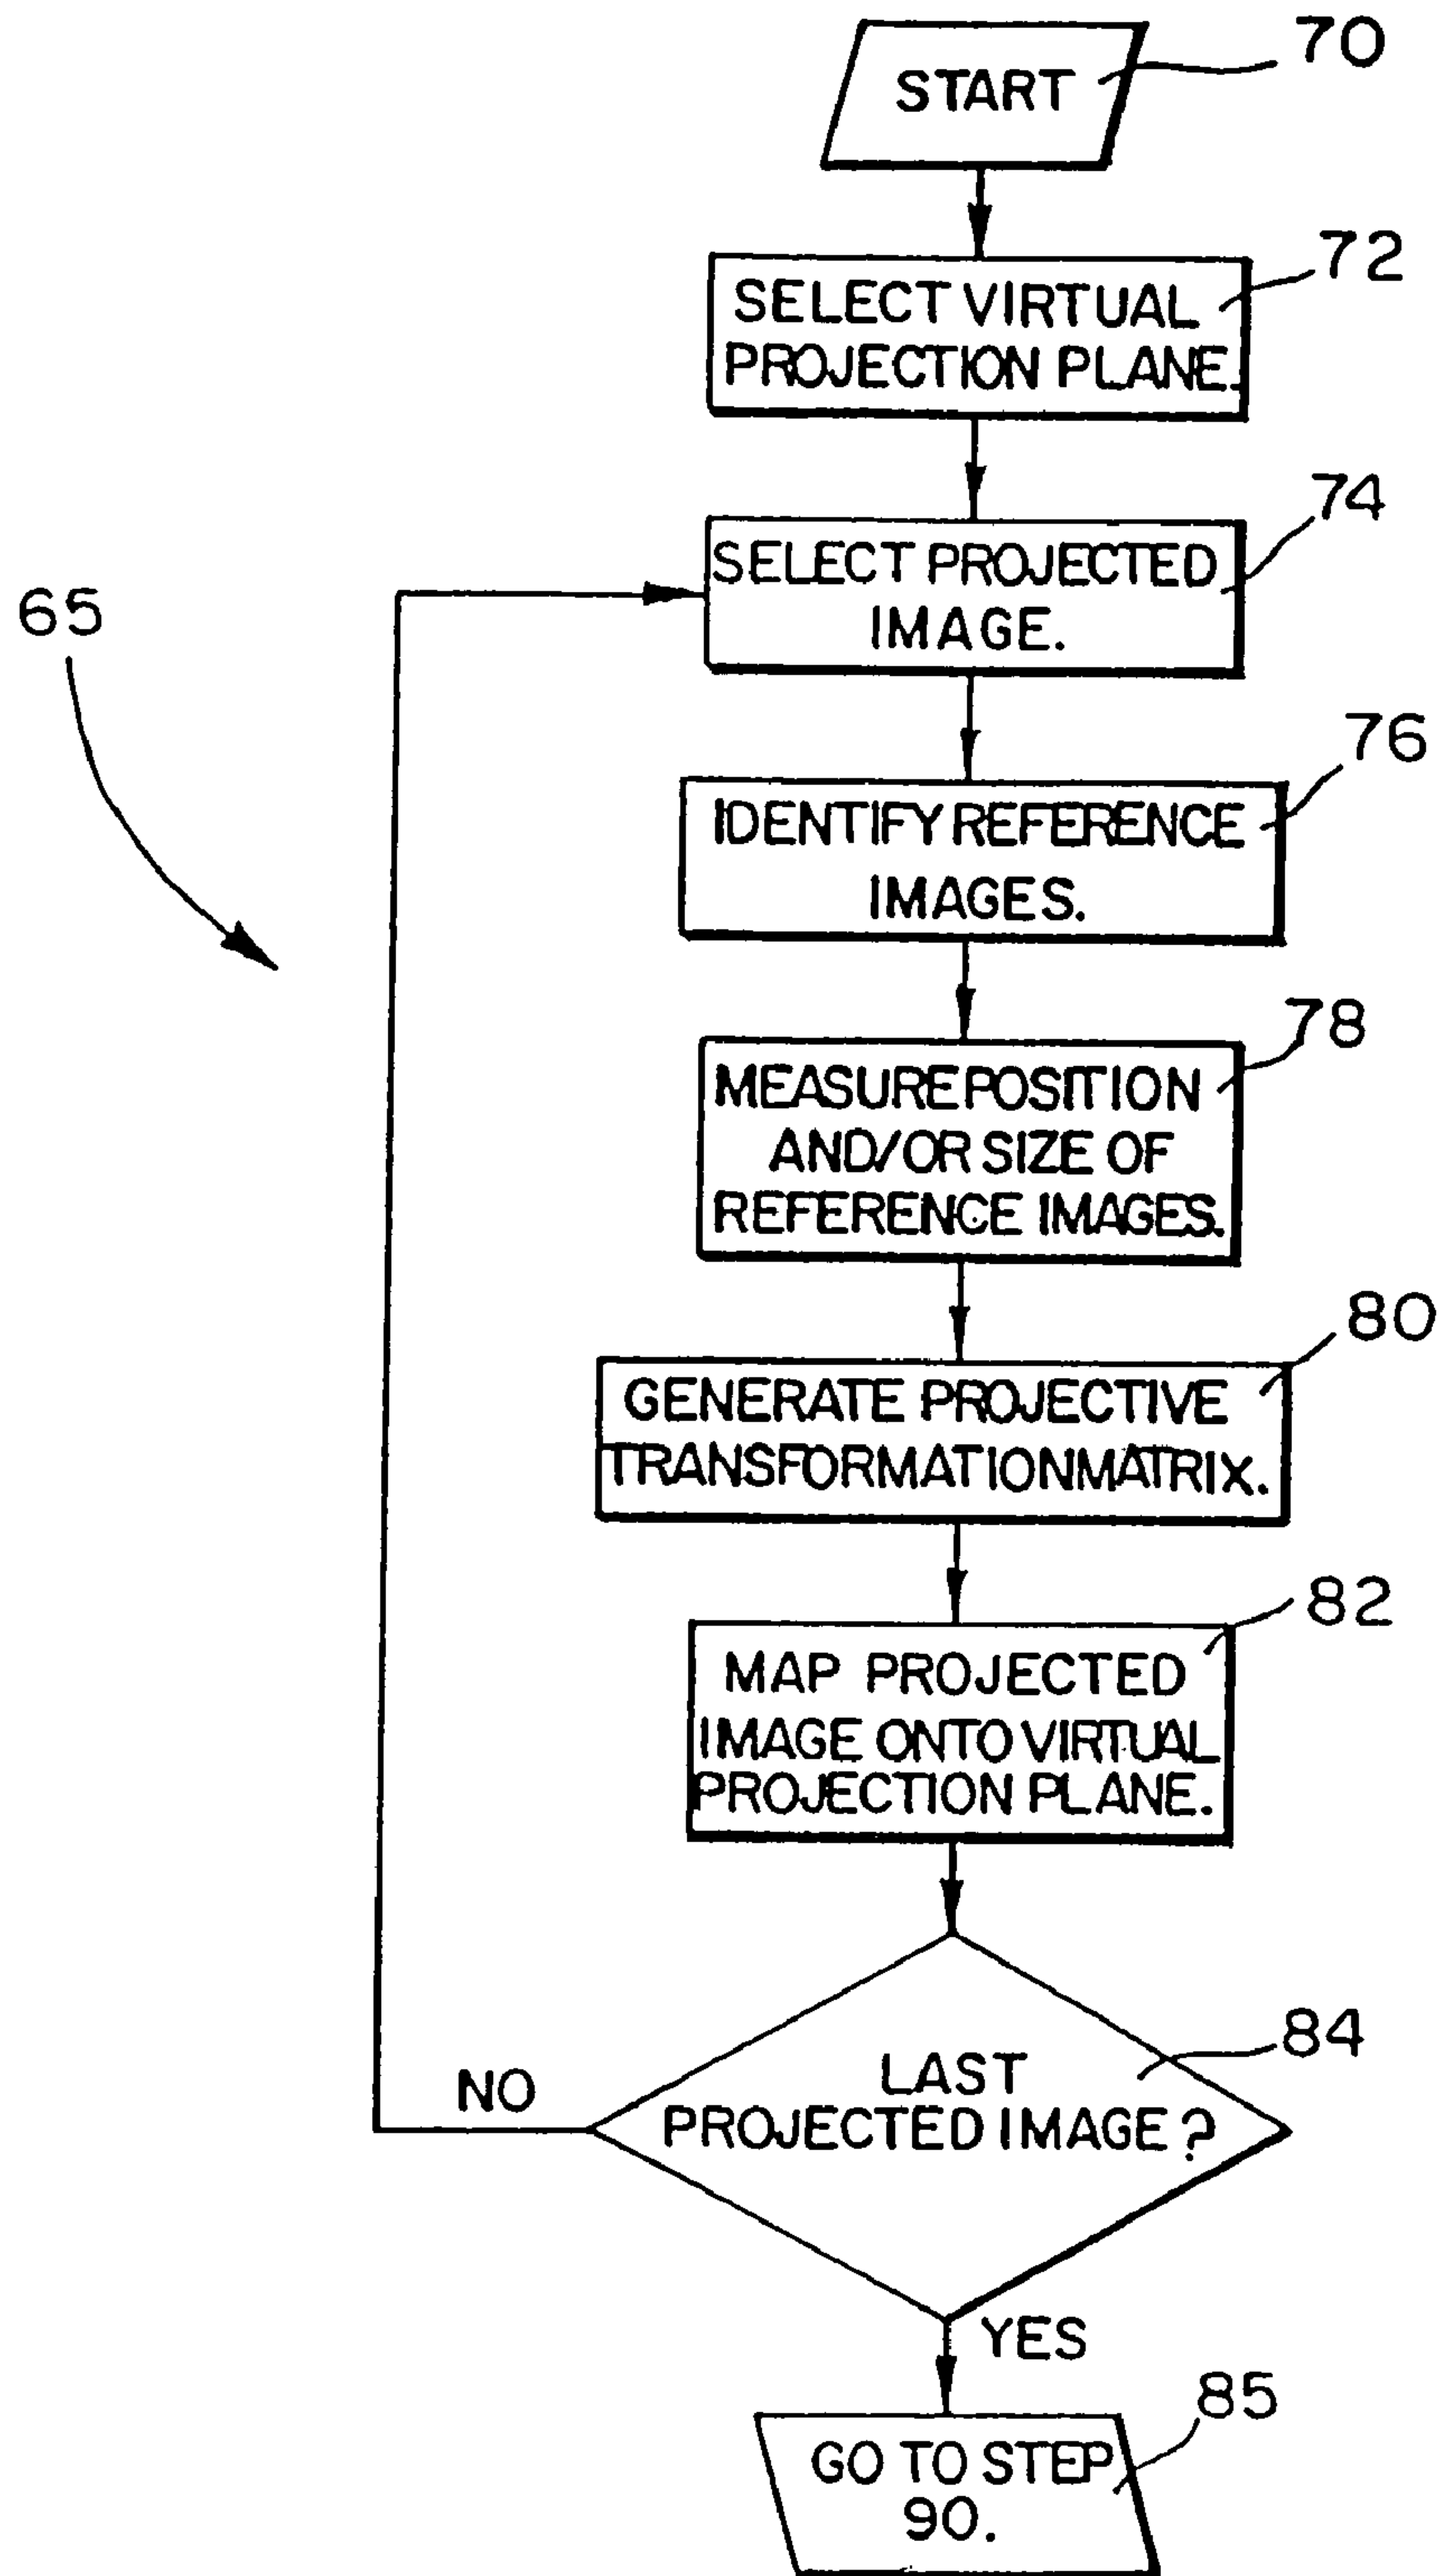 70
START
72
SELECT VIRTUAL
PROJECTION PLANE.
74
SELECT PROJECTED
IMAGE.
65
76
IDENTIFY REFERENCE
IMAGES.
78
MEASURE POSITION
AND/OR SIZE OF
REFERENCE IMAGES.
80
GENERATE PROJECTIVE
TRANSFORMATION MATRIX.
82
MAP PROJECTED
IMAGE ONTO VIRTUAL
PROJECTION PLANE.
84
LAST
PROJECTED IMAGE?
NO
YES
85
GO TO STEP
90.